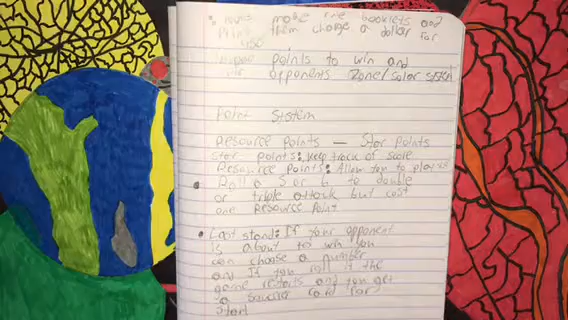 must make the booklets and
Print them charge a dollar for
use
points to win and
opponents Zone/solar system
Point System
Resource Points — Star Points
star points: keep track of score
Resource Points: Allow you to play
• Roll a 5 or 6 to double
or triple attack but cost
one Resource Point
• Last stand: If your opponent
is about to win you
can choose a number
and If you roll it the
game restarts and you get
a card for
start